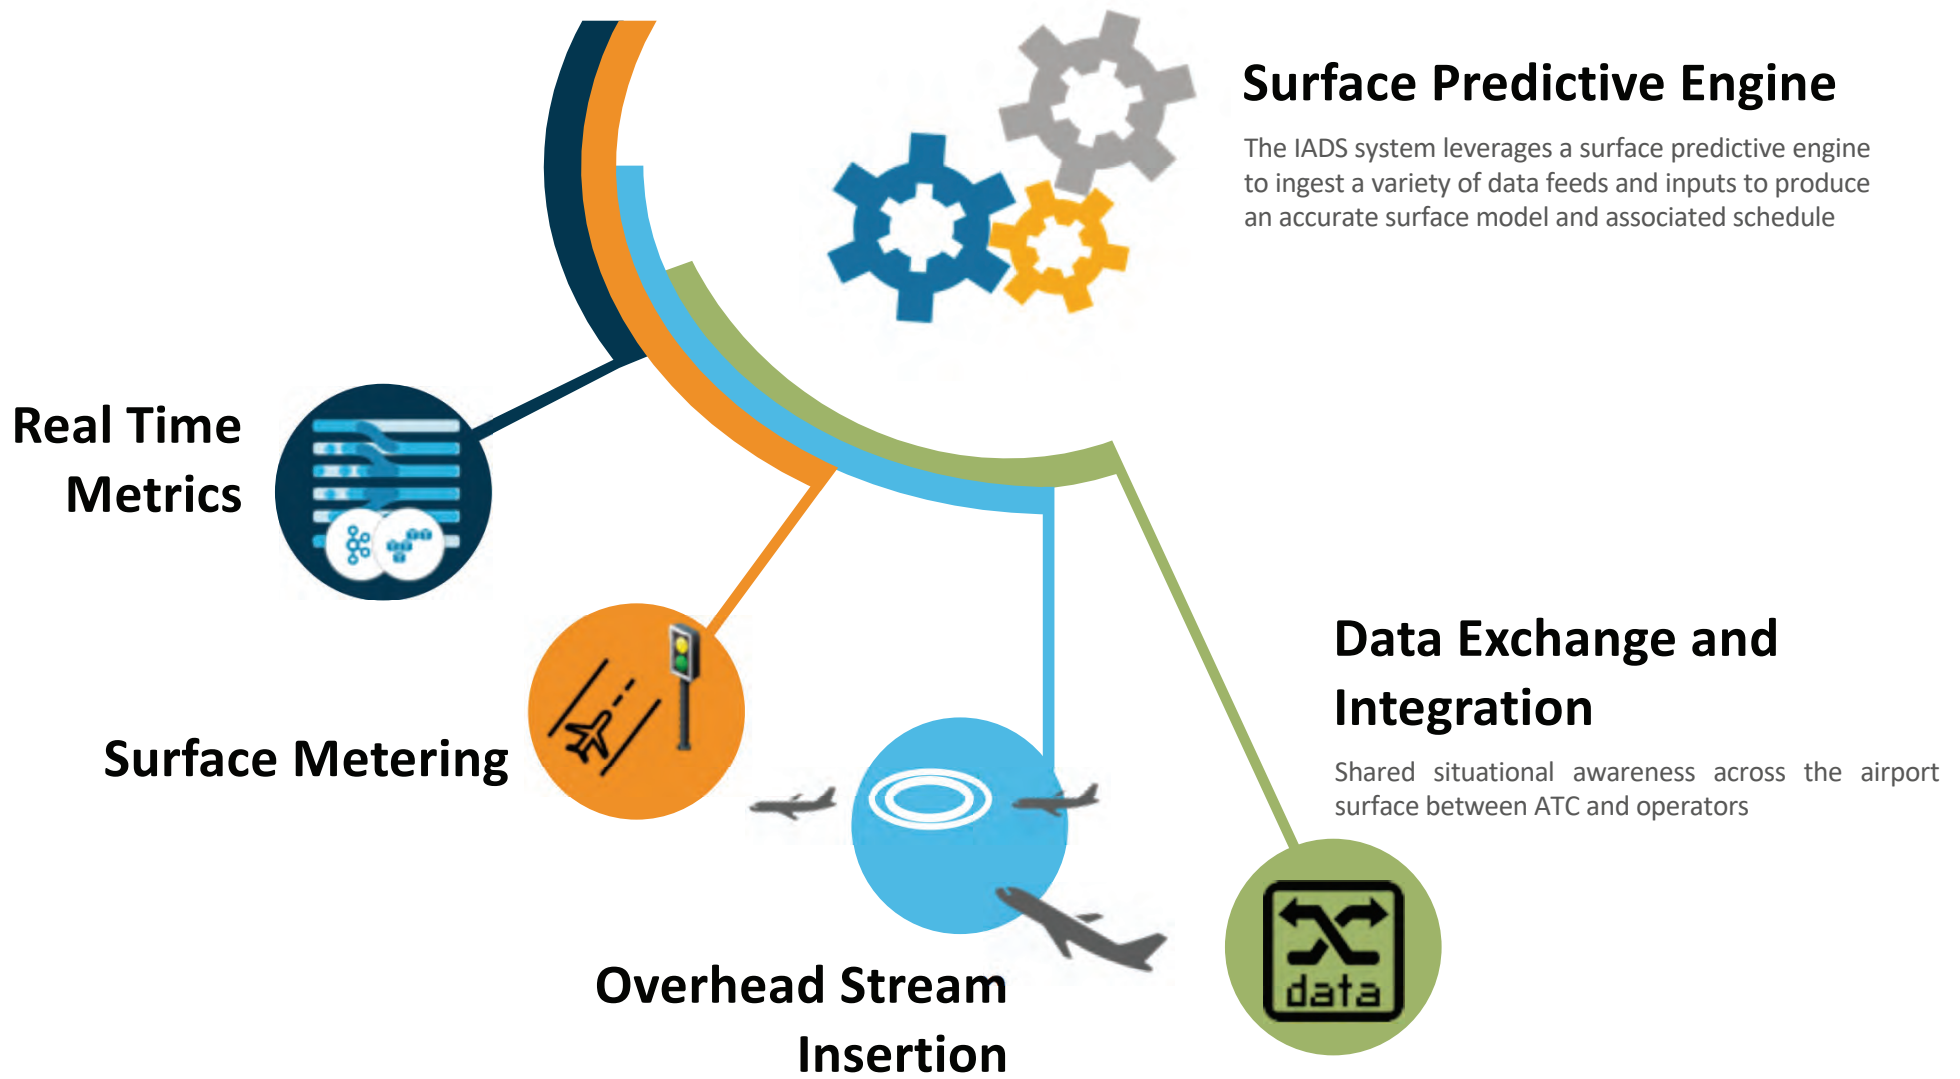 Surface Predictive Engine
The IADS system leverages a surface predictive engine
to ingest a variety of data feeds and inputs to produce
an accurate surface model and associated schedule
Real Time
Metrics
Surface Metering
Overhead Stream
Insertion
Data Exchange and
Integration
Shared situational awareness across the airport
surface between ATC and operators
data